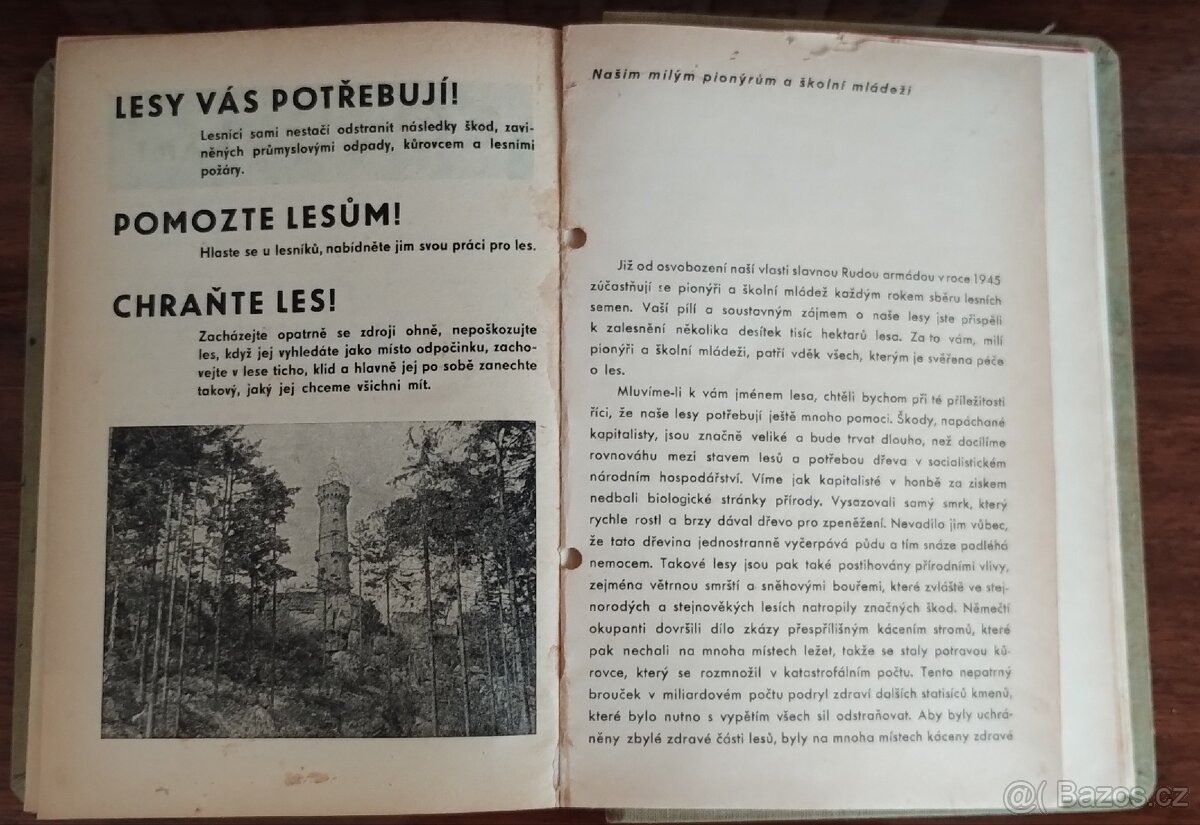 LESY VÁS POTŘEBUJÍ!
Lesníci sami nestačí odstranit následky škod, zavi-
něných průmyslovými odpady, kůrovcem a lesními
požáry.
POMOZTE LESŮM!
Hlaste se u lesníků, nabídněte jim svou práci pro les.
CHRAŇTE LES!
Zacházejte opatrně se zdroji ohně, nepoškozujte
les, když jej vyhledáte jako místo odpočinku, zacho-
vejte v lese ticho, klid a hlavně jej po sobě zanechte
takový, jaký jej chceme všichni mít.
Našim milým pionýrům a školní mládeži
Již od osvobození naší vlasti slavnou Rudou armádou v roce 1945
zúčastňují se pionýři a školní mládež každým rokem sběru lesních
semen. Vaší pílí a soustavným zájmem o naše lesy jste přispěli
k zalesnění několika desítek tisíc hektarů lesa. Za to vám, milí
pionýři a školní mládeži, patří vděk všech, kterým je svěřena péče
o les.
Mluvíme-li k vám jménem lesa, chtěli bychom při té příležitosti
říci, že naše lesy potřebují ještě mnoho pomoci. Škody, napáchané
kapitalisty, jsou značně veliké a bude trvat dlouho, než docílíme
rovnováhu mezi stavem lesů a potřebou dřeva v socialistickém
národním hospodářství. Víme jak kapitalisté v honbě za ziskem
nedbali biologické stránky přírody. Vysazovali samý smrk, který
rychle rostl a brzy dával dřevo pro zpeněžení. Nevadilo jim vůbec,
že tato dřevina jednostranně vyčerpává půdu a tím snáze podléhá
nemocem. Takové lesy jsou pak také postihovány přírodními vlivy,
zejména větrnou smrští a sněhovými bouřemi, které zvláště ve stej-
norodých a stejnověkých lesích natropily značných škod. Němečtí
okupanti dovršili dílo zkázy přespřílišným kácením stromů, které
pak nechali na mnoha místech ležet, takže se staly potravou ků-
rovce, který se rozmnožil v katastrofálním počtu. Tento nepatrný
brouček v miliardovém počtu podryl zdraví dalších statisíců kmenů,
které bylo nutno s vypětím všech sil odstraňovat. Aby byly uchrá-
něny zbylé zdravé části lesů, byly na mnoha místech káceny zdravé
@( Bazos.cz